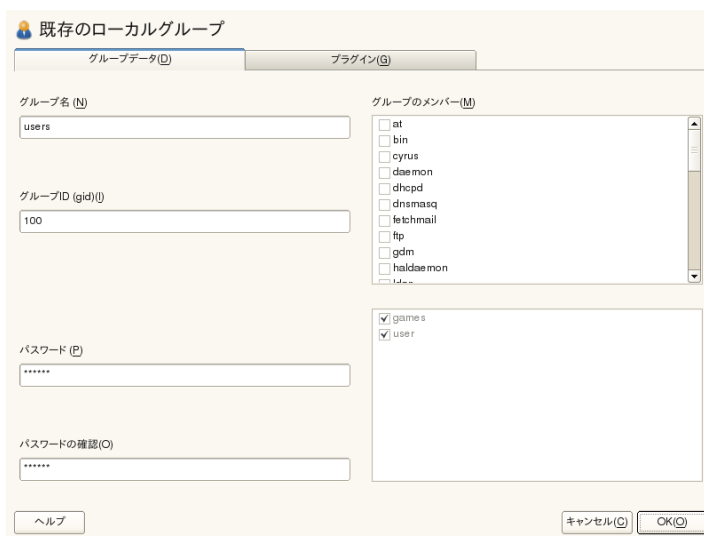 既存のローカルグループ
グループデータ(D)
プラグイン(G)
グループ名 (N)
users
グループID (gid)(I)
100
パスワード (P)
******
パスワードの確認(O)
******
グループのメンバー(M)
at
bin
cyrus
daemon
dhcpd
dnsmasq
fetchmail
ftp
gdm
haldaemon
games
user
ヘルプ
キャンセル(C)
OK(O)